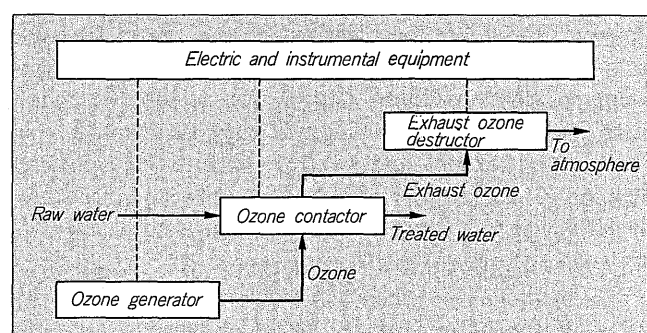 Electric and instrumental equipment
Exhaust ozone
destructor
To
atmosphere
Exhaust ozone
Raw water
Ozone contactor
Treated water
Ozone
Ozone generator